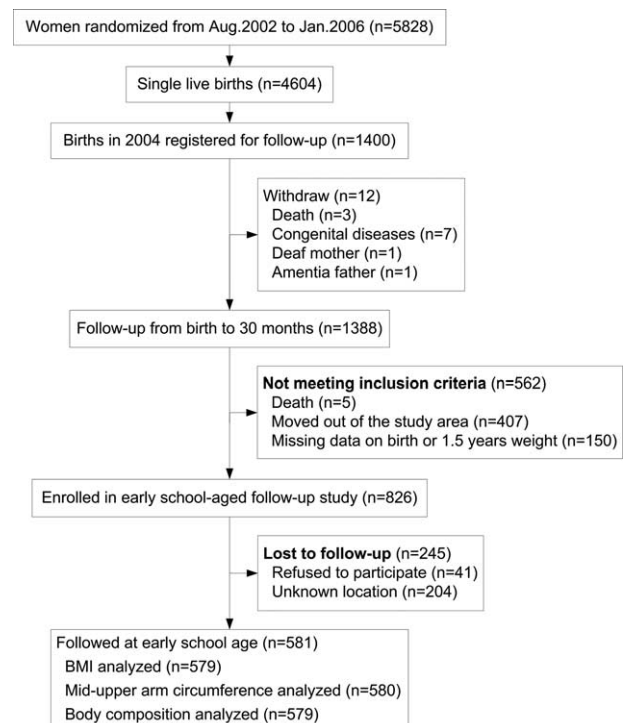 Women randomized from Aug.2002 to Jan.2006 (n=5828)
Single live births (n=4604)
Births in 2004 registered for follow-up (n=1400)
Withdraw (n=12)
Death (n=3)
Congenital diseases (n=7)
Deaf mother (n=1)
Amentia father (n=1)
Follow-up from birth to 30 months (n=1388)
Not meeting inclusion criteria (n=562)
Death (n=5)
Moved out of the study area (n=407)
Missing data on birth or 1.5 years weight (n=150)
Enrolled in early school-aged follow-up study (n=826)
Lost to follow-up (n=245)
Refused to participate (n=41)
Unknown location (n=204)
Followed at early school age (n=581)
BMI analyzed (n=579)
Mid-upper arm circumference analyzed (n=580)
Body composition analyzed (n=579)